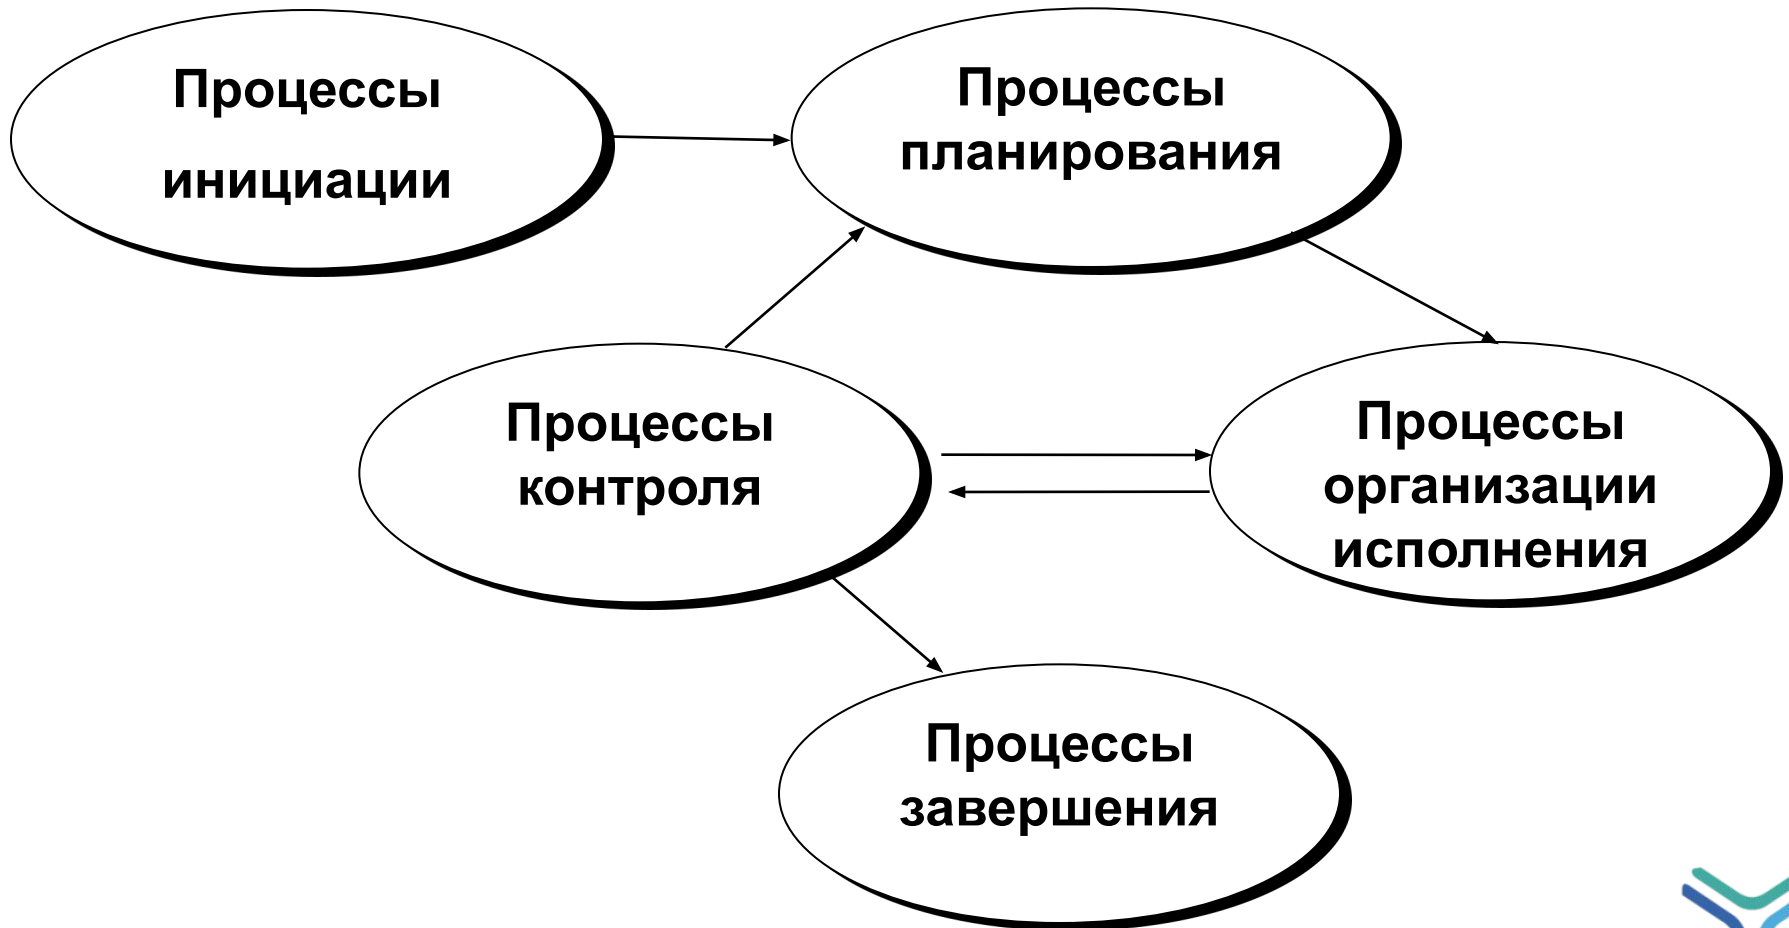 Процессы
инициации
Процессы
планирования
Процессы
контроля
Процессы
организации
исполнения
Процессы
завершения